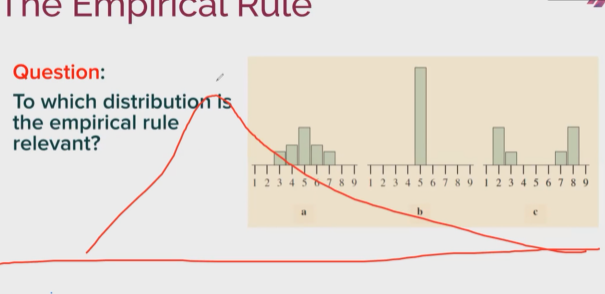 The Empirical Rule
Question:
To which distribution is
the empirical rule
relevant?
1 2 3 4 5 6 7 8 9 1 2 3 4 5 6 7 8 9 1 2 3 4 5 6 7 8 9
a b c